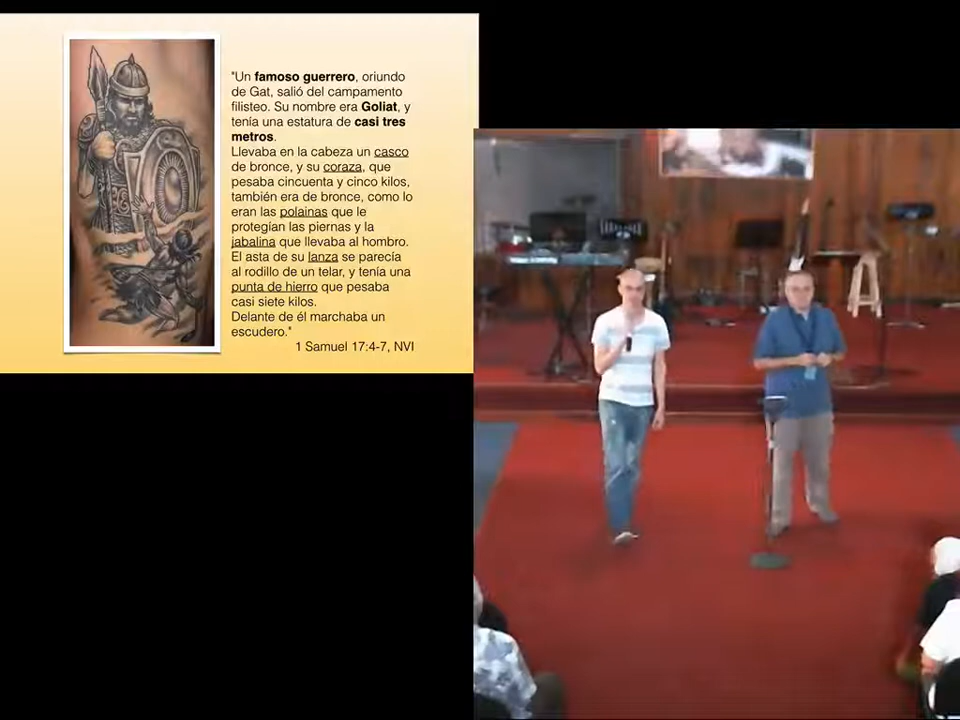 "Un famoso guerrero, oriundo
de Gat, salió del campamento
filisteo. Su nombre era Goliat, y
tenía una estatura de casi tres
metros.
Llevaba en la cabeza un casco
de bronce, y su coraza, que
pesaba cincuenta y cinco kilos,
también era de bronce, como lo
eran las polainas que le
protegían las piernas y la
jabalina que llevaba al hombro.
El asta de su lanza se parecía
al rodillo de un telar, y tenía una
punta de hierro que pesaba
casi siete kilos.
Delante de él marchaba un
escudero."
1 Samuel 17:4-7, NVI